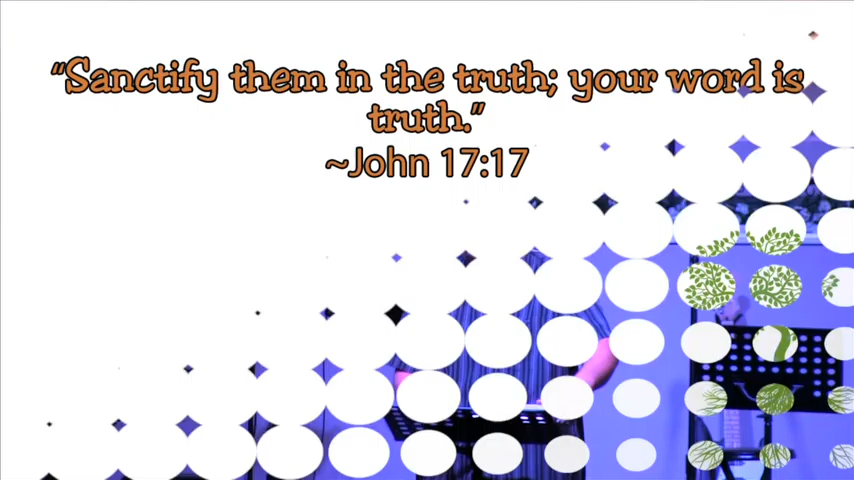 “Sanctify them in the truth; your word is
truth.”
~John 17:17